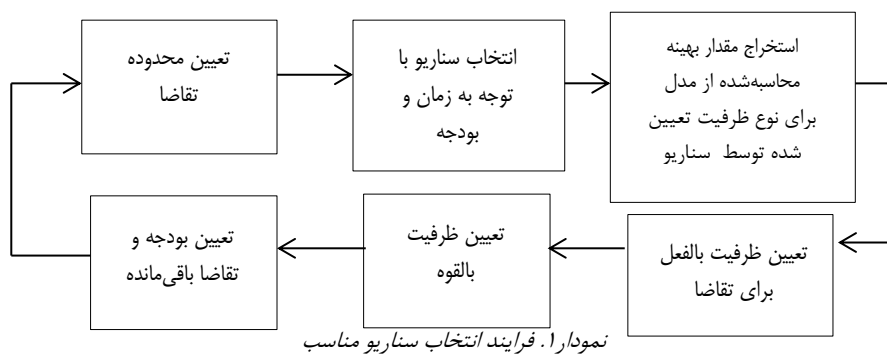 تعیین محدوده
تقاضا
انتخاب سناریو با
توجه به زمان و
بودجه
استخراج مقدار بهینه
محاسبه‌شده از مدل
برای نوع ظرفیت تعیین
شده توسط سناریو
تعیین ظرفیت بالفعل
برای تقاضا
تعیین ظرفیت
بالقوه
تعیین بودجه و
تقاضا باقی‌مانده
نمودار۱. فرایند انتخاب سناریو مناسب